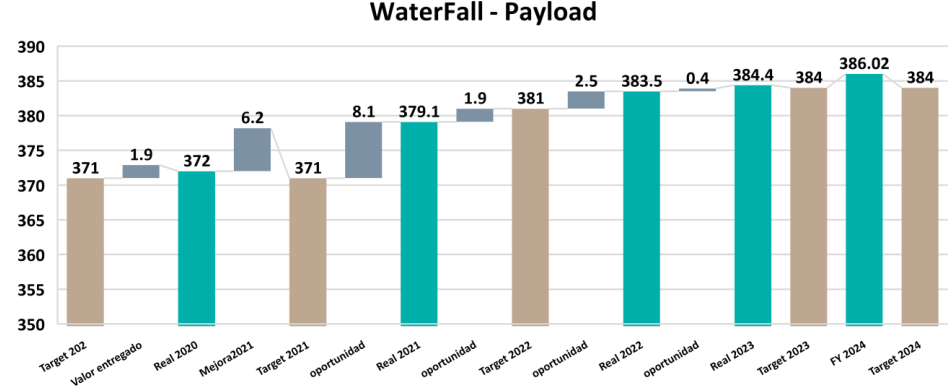 WaterFall - Payload
390
385
380
375
370
365
360
355
350
371
1.9
372
6.2
371
8.1
379.1
1.9
381
2.5
383.5
0.4
384.4
384
386.02
384
Target 202
Valor entregado
Real 2020
Mejora2021
Target 2021
oportunidad
Real 2021
oportunidad
Target 2022
oportunidad
Real 2022
oportunidad
Real 2023
Target 2023
FY 2024
Target 2024